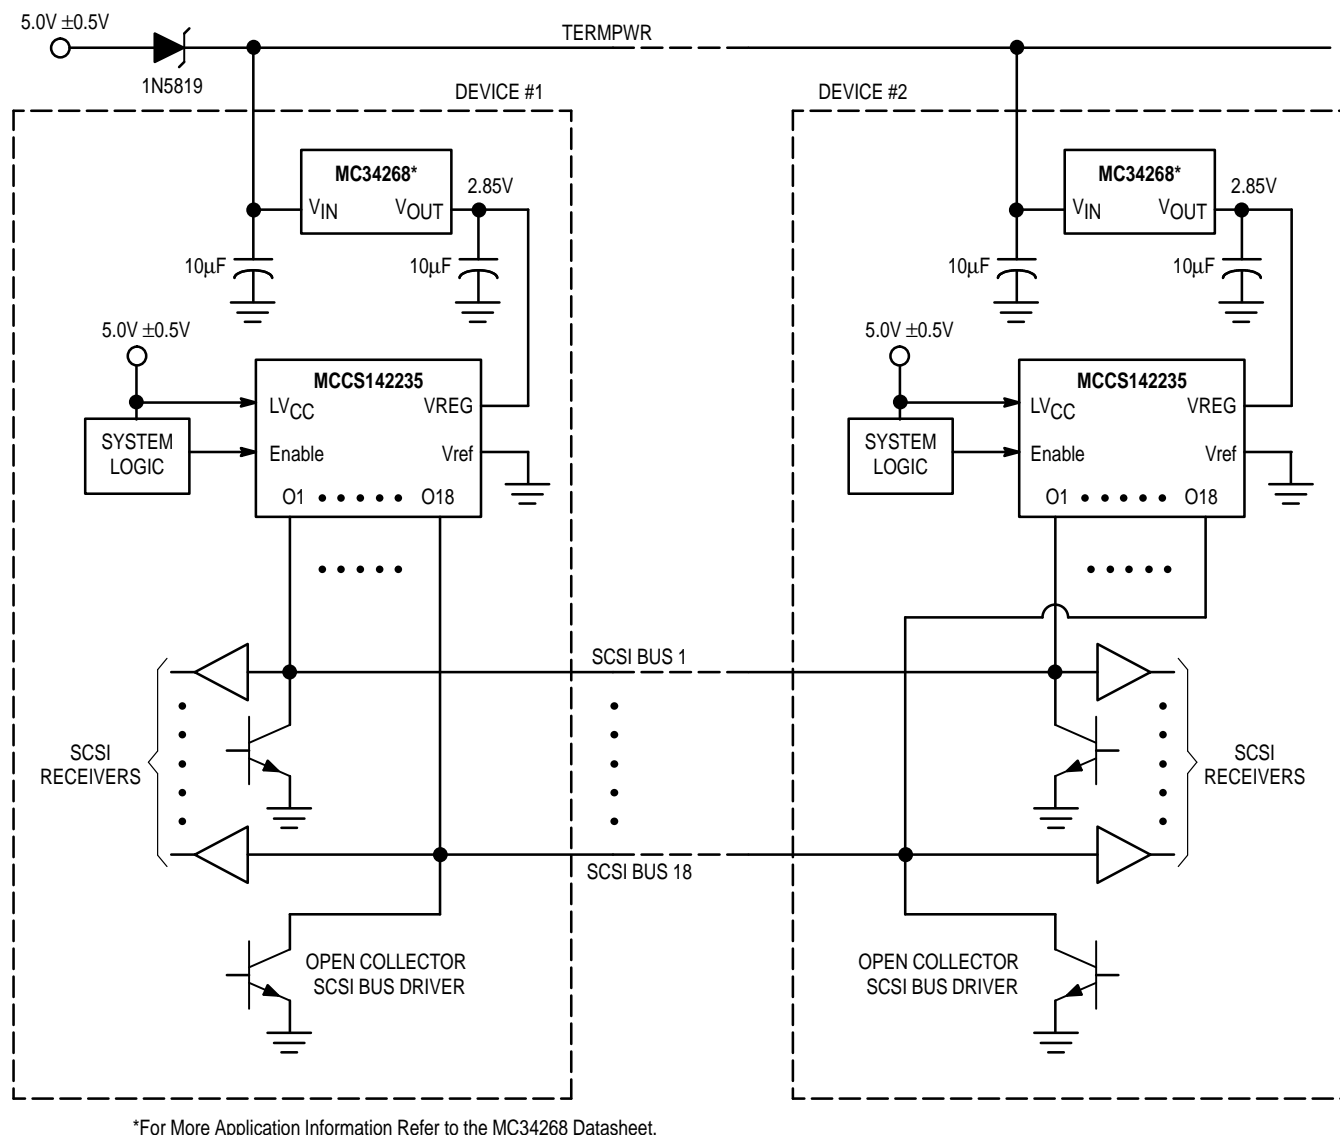 5.0V ±0.5V
TERMPWR
1N5819
DEVICE #1
DEVICE #2
MC34268*
VIN
VOUT
2.85V
10µF
10µF
MC34268*
VIN
VOUT
2.85V
10µF
10µF
5.0V ±0.5V
MCCS142235
LVCC
VREG
SYSTEM
LOGIC
Enable
Vref
O1
O18
5.0V ±0.5V
MCCS142235
LVCC
VREG
SYSTEM
LOGIC
Enable
Vref
O1
O18
SCSI BUS 1
SCSI
RECEIVERS
SCSI
RECEIVERS
SCSI BUS 18
OPEN COLLECTOR
SCSI BUS DRIVER
OPEN COLLECTOR
SCSI BUS DRIVER
*For More Application Information Refer to the MC34268 Datasheet.